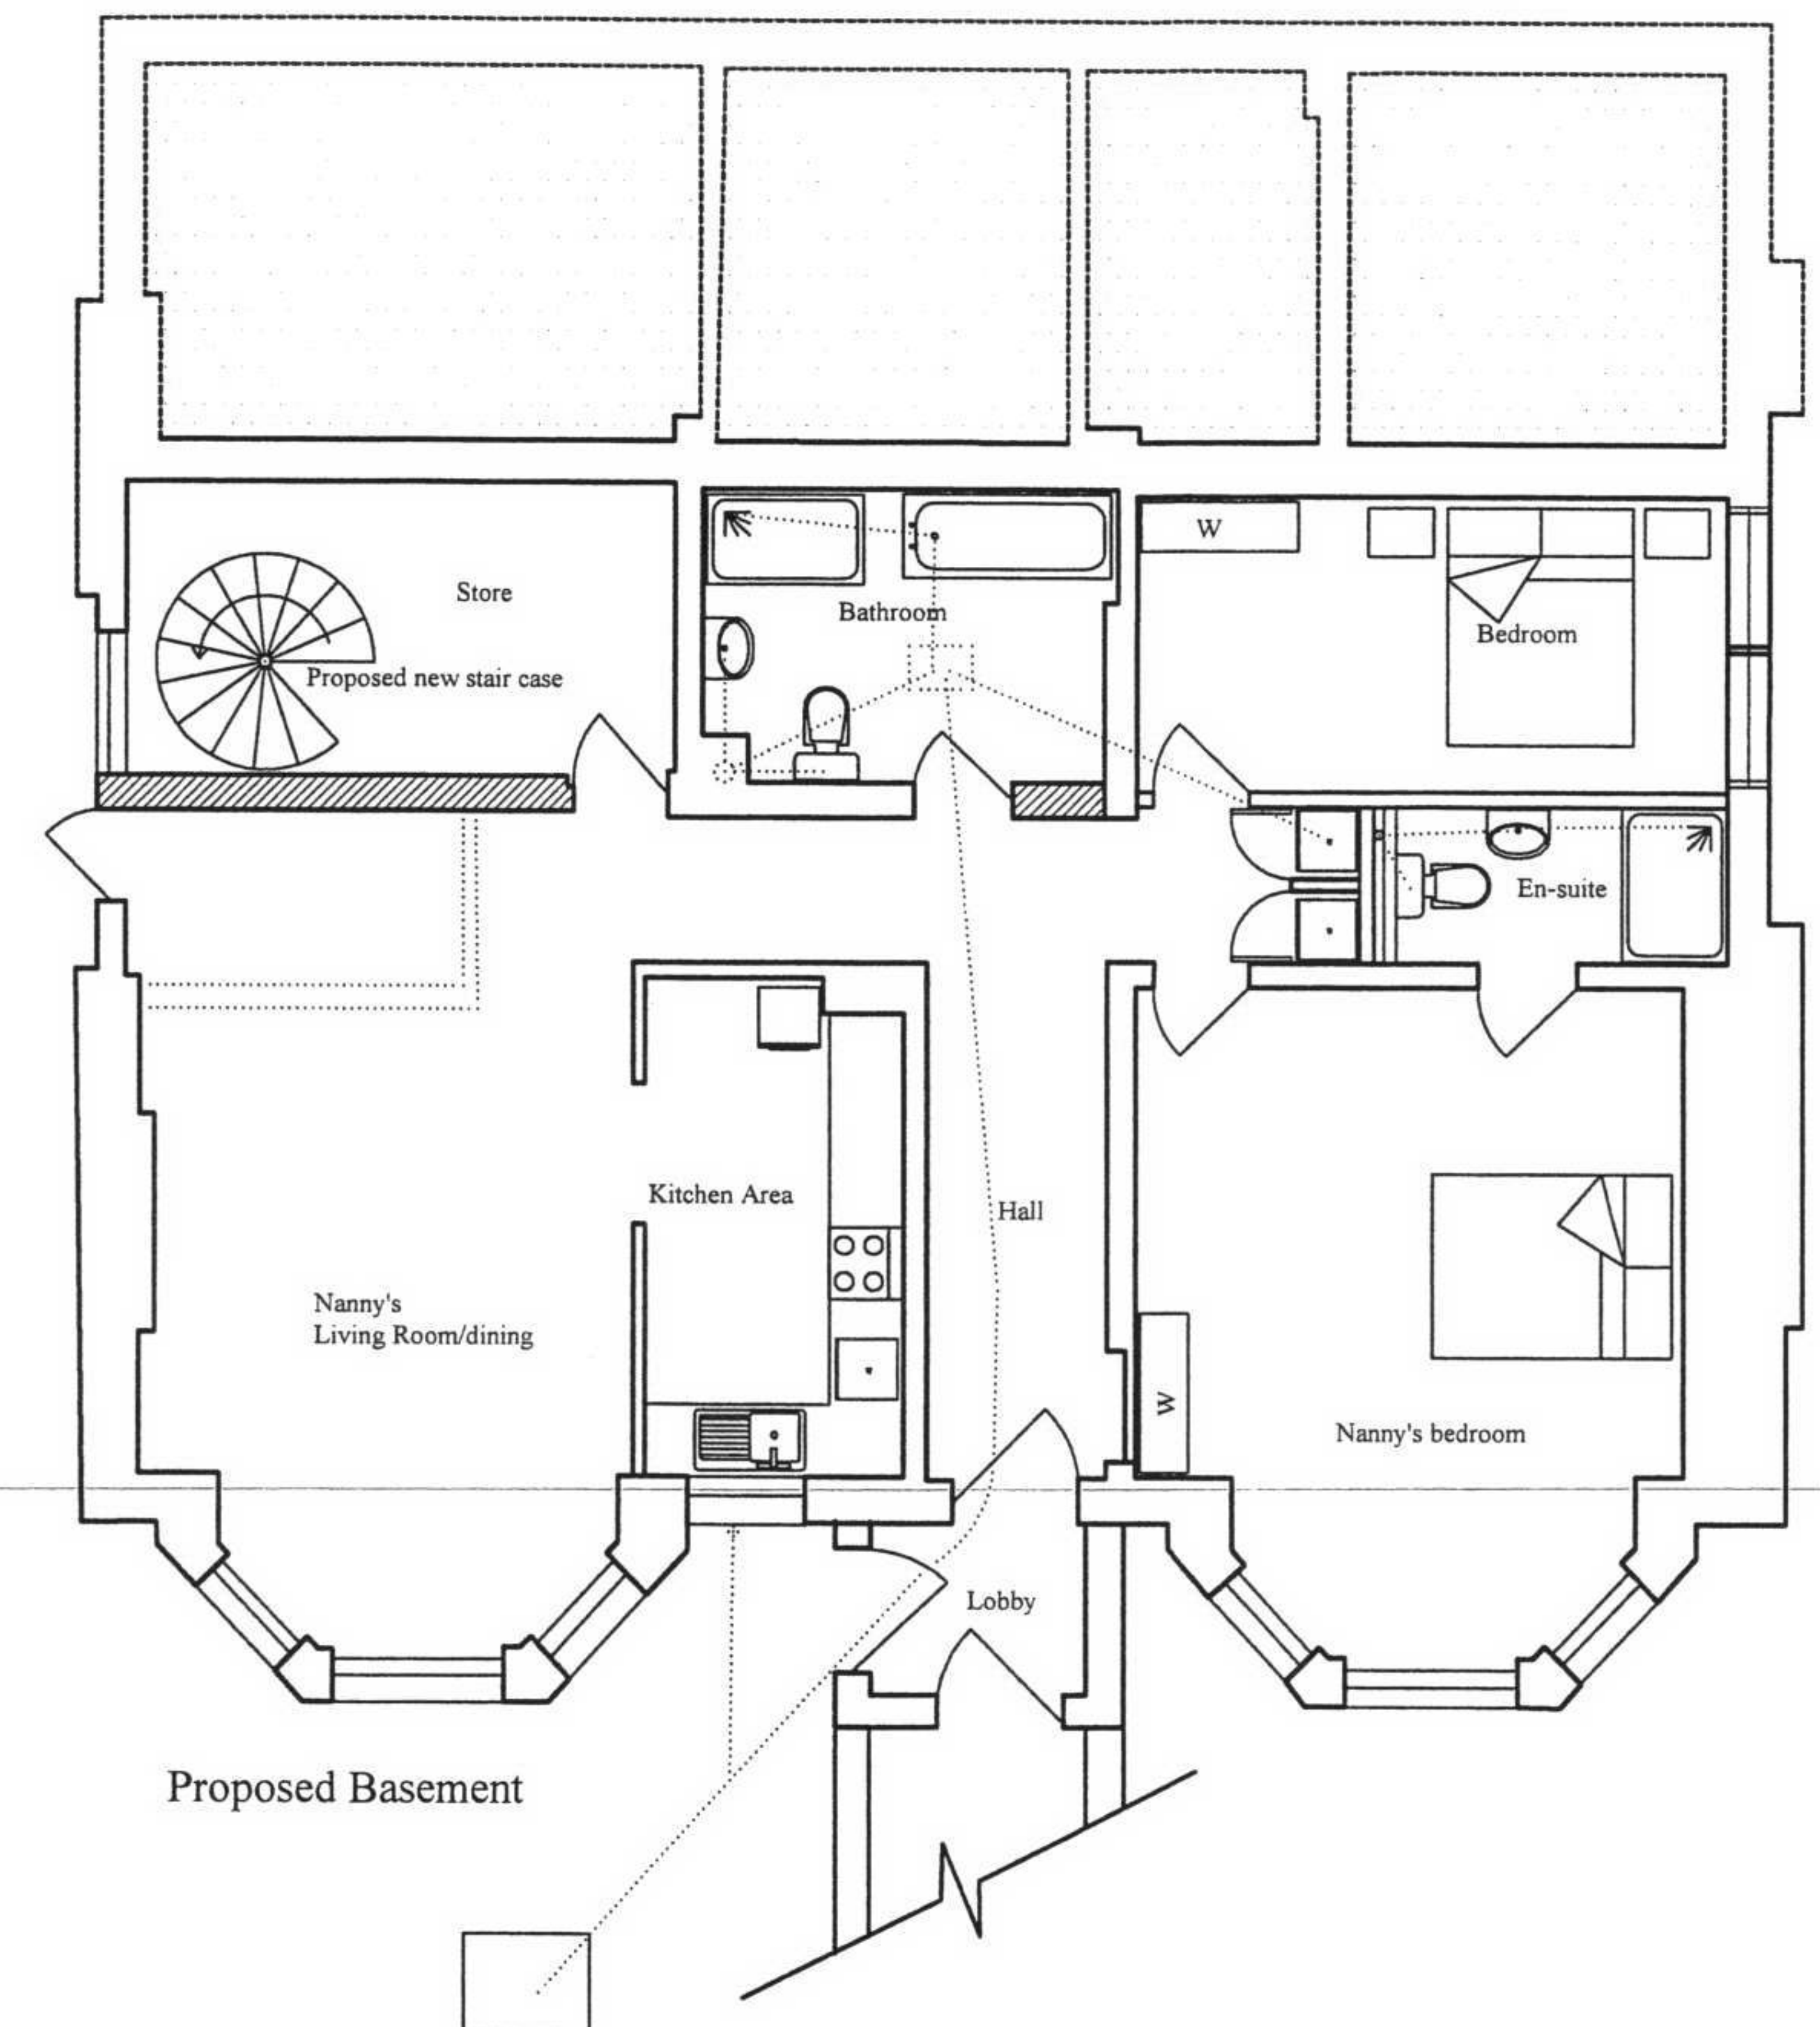 W
Store
Bathroom
Bedroom
Proposed new stair case
En-suite
Kitchen Area
Hall
Nanny's
Living Room/dining
W
Nanny's bedroom
Lobby
Proposed Basement